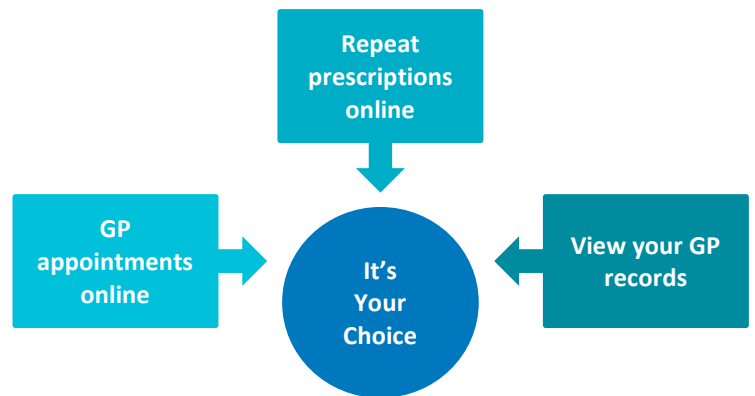 Repeat
prescriptions
online
GP
appointments
online
It’s
Your
Choice
View your GP
records